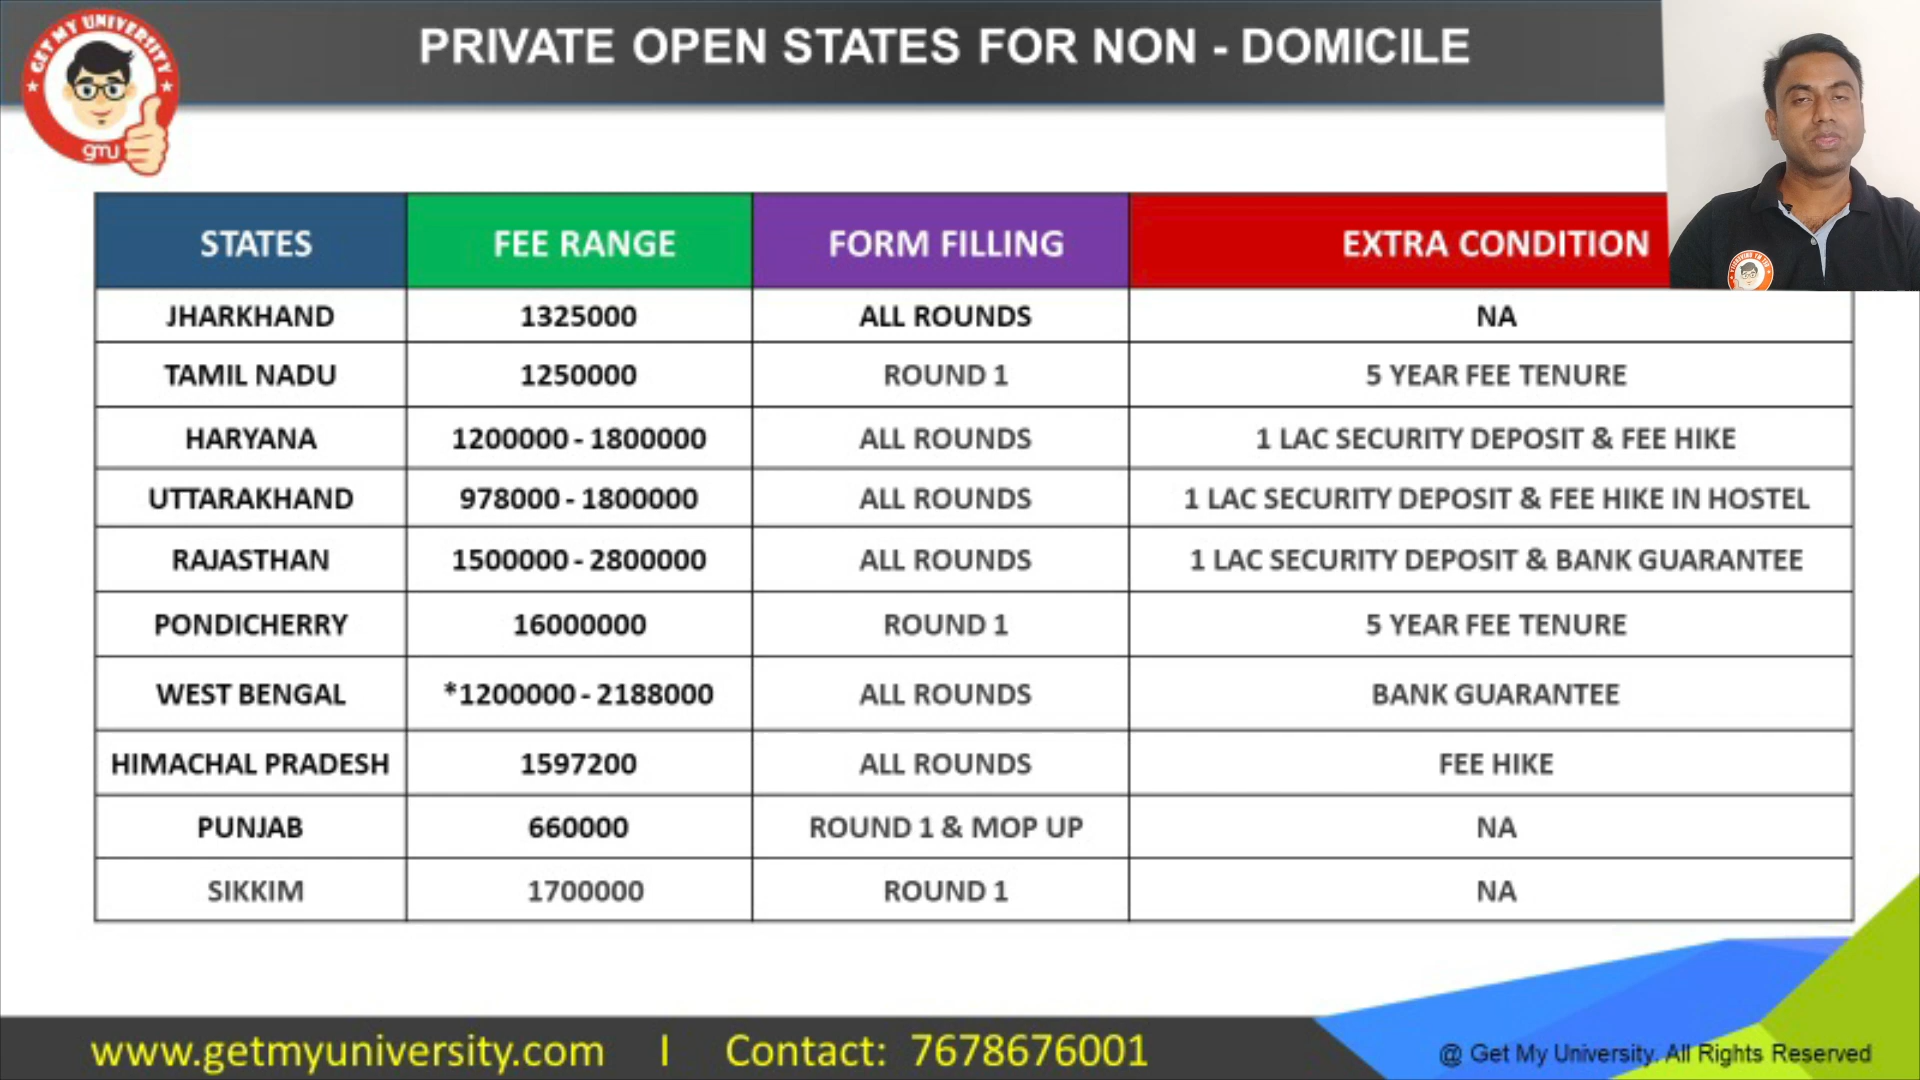 GET MY UNIVERSITY
gmu
PRIVATE OPEN STATES FOR NON - DOMICILE
STATES FEE RANGE FORM FILLING EXTRA CONDITION
JHARKHAND 1325000 ALL ROUNDS NA
TAMIL NADU 1250000 ROUND 1 5 YEAR FEE TENURE
HARYANA 1200000 - 1800000 ALL ROUNDS 1 LAC SECURITY DEPOSIT & FEE HIKE
UTTARAKHAND 978000 - 1800000 ALL ROUNDS 1 LAC SECURITY DEPOSIT & FEE HIKE IN HOSTEL
RAJASTHAN 1500000 - 2800000 ALL ROUNDS 1 LAC SECURITY DEPOSIT & BANK GUARANTEE
PONDICHERRY 16000000 ROUND 1 5 YEAR FEE TENURE
WEST BENGAL *1200000 - 2188000 ALL ROUNDS BANK GUARANTEE
HIMACHAL PRADESH 1597200 ALL ROUNDS FEE HIKE
PUNJAB 660000 ROUND 1 & MOP UP NA
SIKKIM 1700000 ROUND 1 NA
www.getmyuniversity.com I Contact: 7678676001
@ Get My University. All Rights Reserved